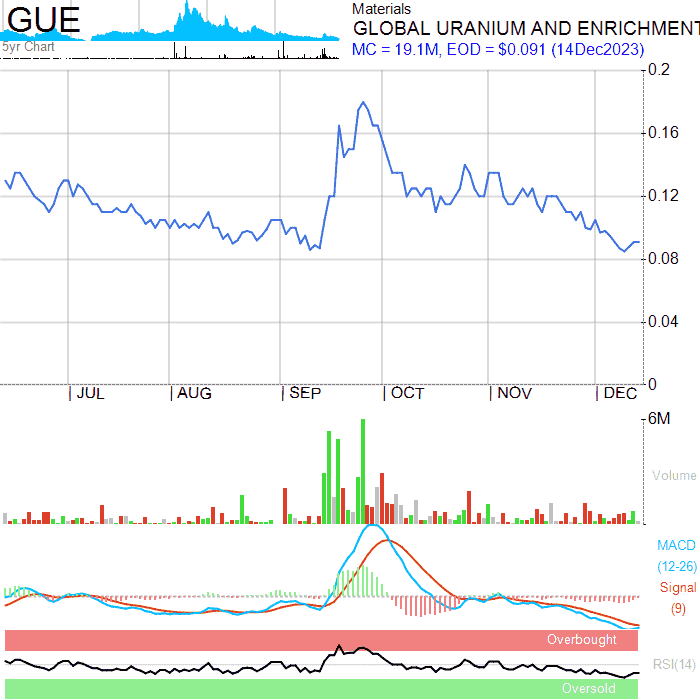 GUE
5yr Chart
Materials
GLOBAL URANIUM AND ENRICHMENT
MC = 19.1M, EOD = $0.091 (14Dec2023)
0.2
0.16
0.12
0.08
0.04
0
JUL AUG SEP OCT NOV DEC
6M
Volume
MACD
(12-26)
Signal
(9)
Overbought
RSI(14)
Oversold